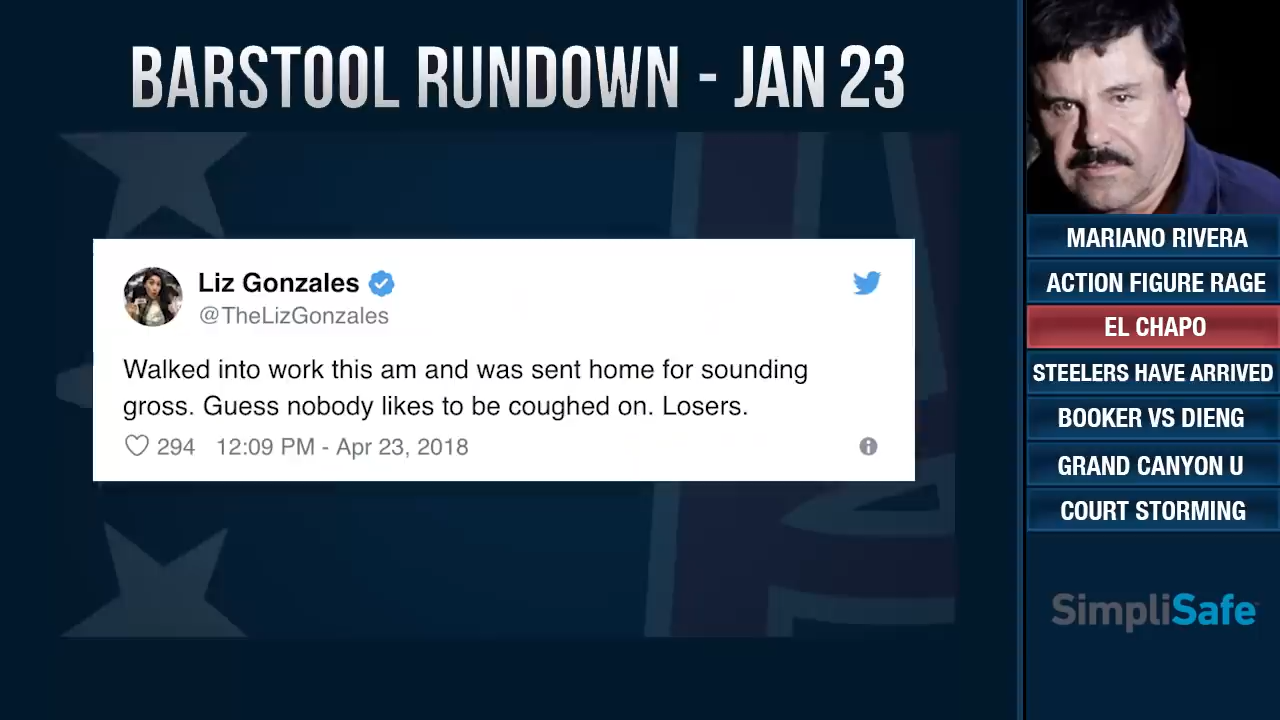 BARSTOOL RUNDOWN - JAN 23
Liz Gonzales
@TheLizGonzales
Walked into work this am and was sent home for sounding
gross. Guess nobody likes to be coughed on. Losers.
294 12:09 PM - Apr 23, 2018
MARIANO RIVERA
ACTION FIGURE RAGE
EL CHAPO
STEELERS HAVE ARRIVED
BOOKER VS DIENG
GRAND CANYON U
COURT STORMING
SimpliSafe